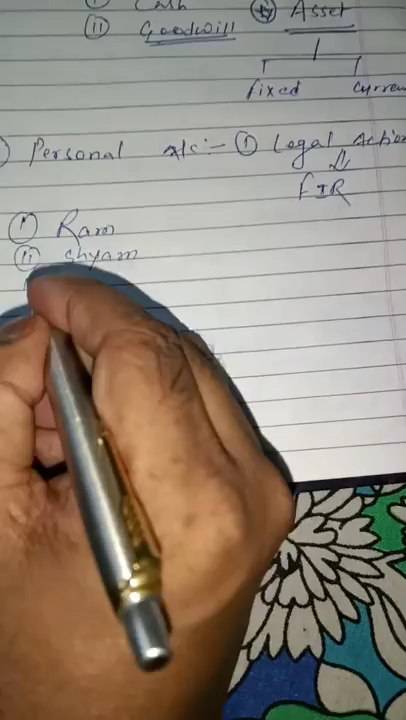 Cash
(ii) Goodwill
Asset
fixed
Personal A/c:- (i) Legal Action
FIR
(i) Ram
(ii) Shyam